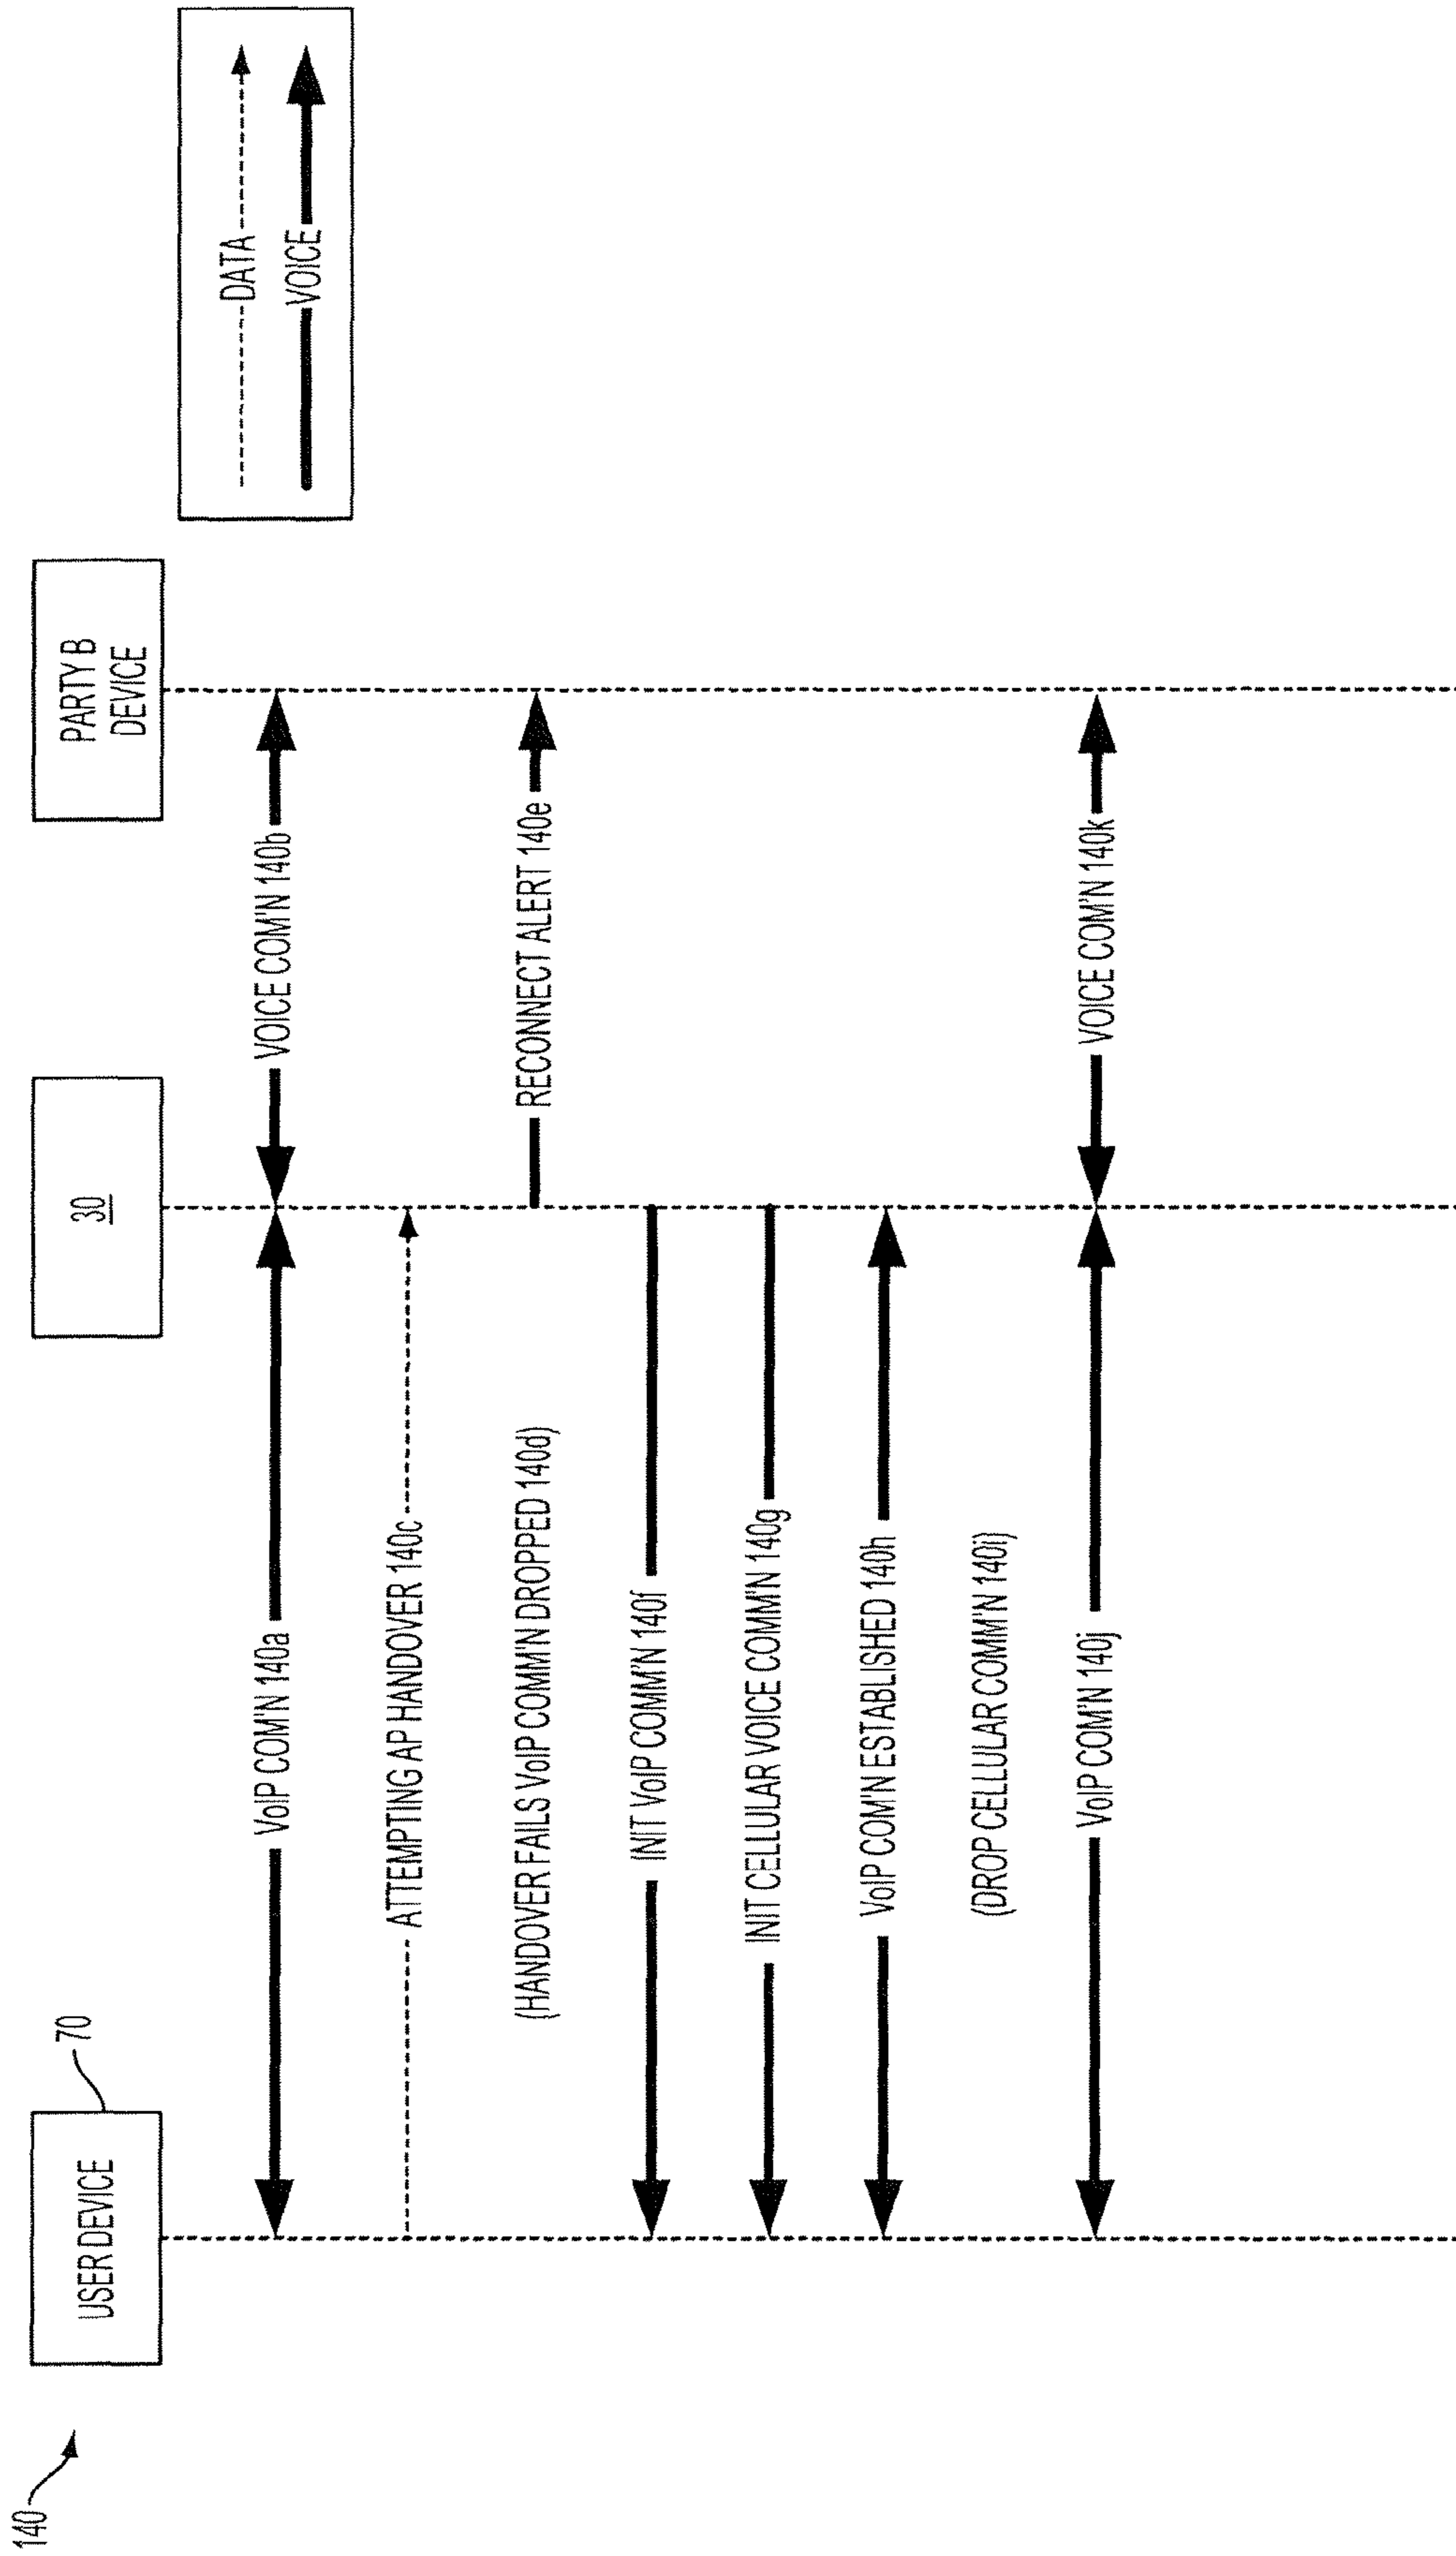 140
USER DEVICE
70
30
PARTY B
DEVICE
DATA
VOICE
VoIP COM'N 140a
VOICE COM'N 140b
ATTEMPTING AP HANDOVER 140c
(HANDOVER FAILS VoIP COMM'N DROPPED 140d)
RECONNECT ALERT 140e
INIT VoIP COMM'N 140f
INIT CELLULAR VOICE COMM'N 140g
VoIP COM'N ESTABLISHED 140h
(DROP CELLULAR COMM'N 140i)
VoIP COM'N 140j
VOICE COM'N 140k